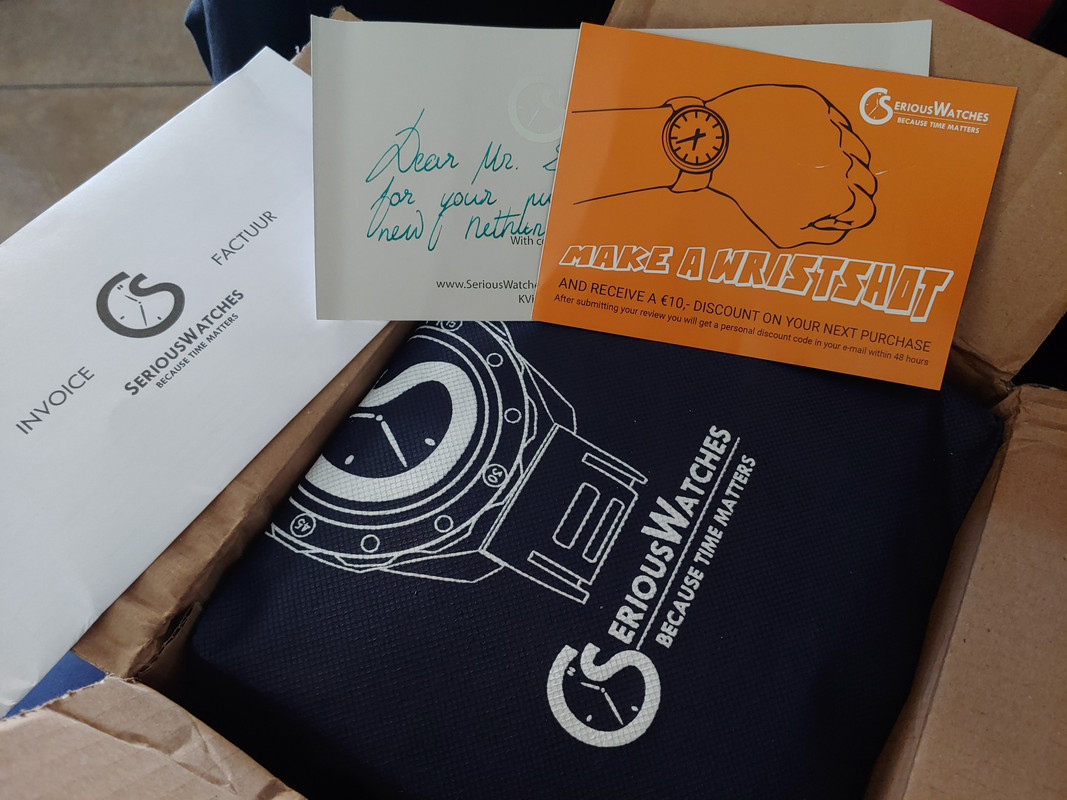 INVOICE
FACTUUR
SERIOUSWATCHES
BECAUSE TIME MATTERS
Dear Mr.
for your
new
With
www.SeriousWatche
SERIOUSWATCHES
BECAUSE TIME MATTERS
MAKE A WRISTSHOT
AND RECEIVE A €10,- DISCOUNT ON YOUR NEXT PURCHASE
After submitting your review you will get a personal discount code in your e-mail within 48 hours
30
45
SERIOUSWATCHES
BECAUSE TIME MATTERS